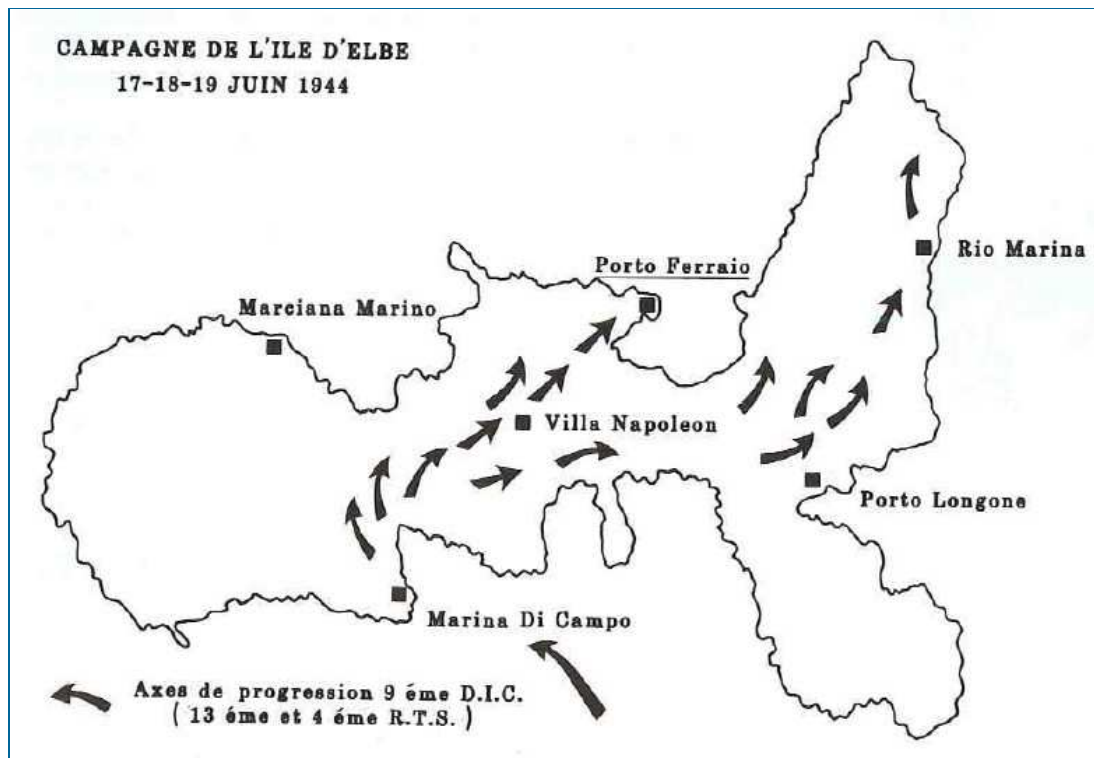 CAMPAGNE DE L'ILE D'ELBE
17-18-19 JUIN 1944
Porto Ferraio
Rio Marina
Marciana Marino
Villa Napoleon
Porto Longone
Marina Di Campo
Axes de progression 9 éme D.I.C.
( 13 éme et 4 éme R.T.S. )